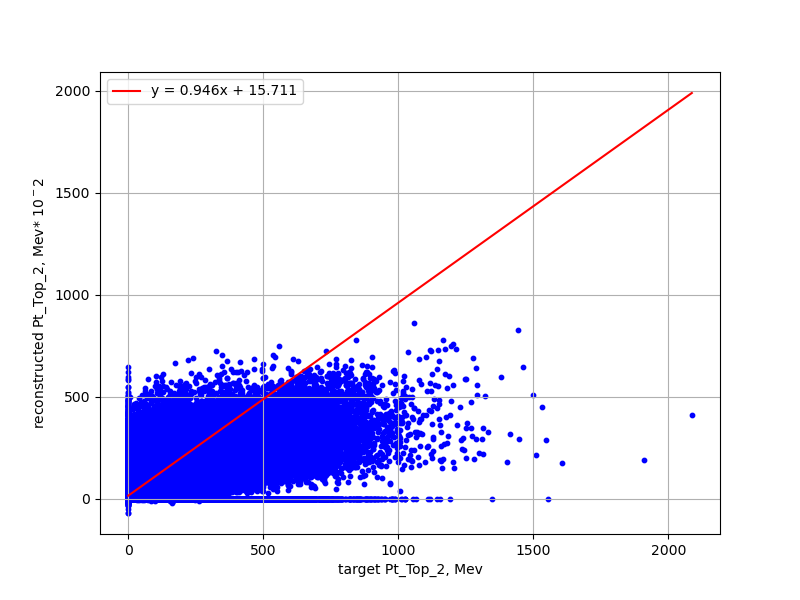 y = 0.946x + 15.711
reconstructed Pt_Top_2, Mev* 10⁻2
2000
1500
1000
500
0
0 500 1000 1500 2000
target Pt_Top_2, Mev